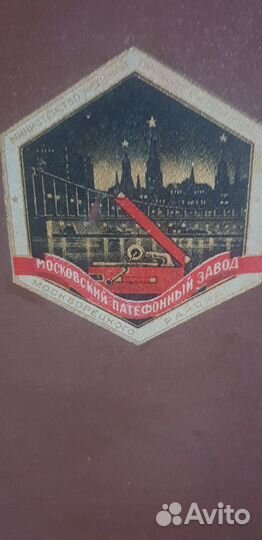 МИНИСТЕРСТВО
МОСКОВСКИЙ ПАТЕФОННЫЙ ЗАВОД
МОСКВОРЕЦКОГО РАЙОНА
Avito